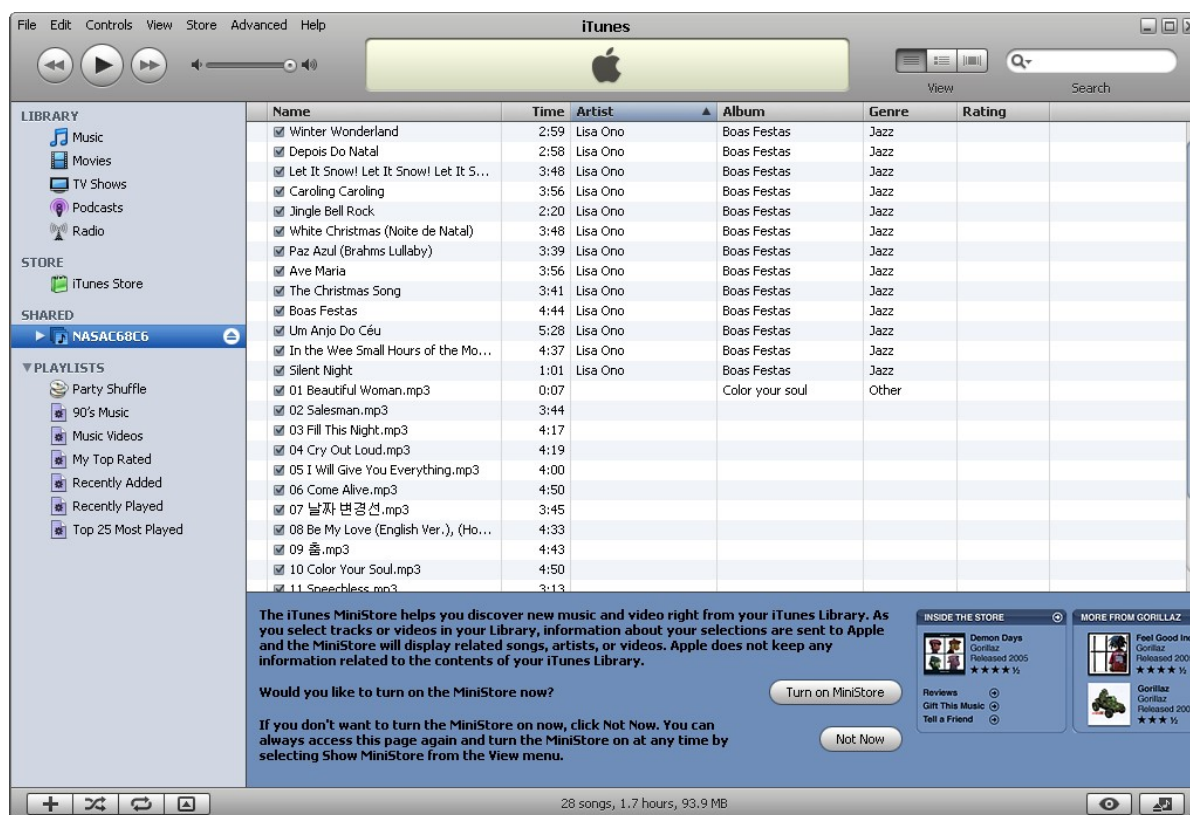 File Edit Controls View Store Advanced Help
iTunes
View
Search
LIBRARY
Music
Movies
TV Shows
Podcasts
Radio
STORE
iTunes Store
SHARED
NASAC68C6
PLAYLISTS
Party Shuffle
90's Music
Music Videos
My Top Rated
Recently Added
Recently Played
Top 25 Most Played
Name Time Artist Album Genre Rating
Winter Wonderland 2:59 Lisa Ono Boas Festas Jazz
Depois Do Natal 2:58 Lisa Ono Boas Festas Jazz
Let It Snow! Let It Snow! Let It S... 3:48 Lisa Ono Boas Festas Jazz
Caroling Caroling 3:56 Lisa Ono Boas Festas Jazz
Jingle Bell Rock 2:20 Lisa Ono Boas Festas Jazz
White Christmas (Noite de Natal) 3:48 Lisa Ono Boas Festas Jazz
Paz Azul (Brahms Lullaby) 3:39 Lisa Ono Boas Festas Jazz
Ave Maria 3:56 Lisa Ono Boas Festas Jazz
The Christmas Song 3:41 Lisa Ono Boas Festas Jazz
Boas Festas 4:44 Lisa Ono Boas Festas Jazz
Um Anjo Do Céu 5:28 Lisa Ono Boas Festas Jazz
In the Wee Small Hours of the Mo... 4:37 Lisa Ono Boas Festas Jazz
Silent Night 1:01 Lisa Ono Boas Festas Jazz
01 Beautiful Woman.mp3 0:07 Color your soul Other
02 Salesman.mp3 3:44
03 Fill This Night.mp3 4:17
04 Cry Out Loud.mp3 4:19
05 I Will Give You Everything.mp3 4:00
06 Come Alive.mp3 4:50
07 날짜 변경선.mp3 3:45
08 Be My Love (English Ver.), (Ho... 4:33
09 춤.mp3 4:43
10 Color Your Soul.mp3 4:50
11 Speechless.mp3 3:13
The iTunes MiniStore helps you discover new music and video right from your iTunes Library. As
you select tracks or videos in your Library, information about your selections are sent to Apple
and the MiniStore will display related songs, artists, or videos. Apple does not keep any
information related to the contents of your iTunes Library.
Would you like to turn on the MiniStore now?
Turn on MiniStore
If you don't want to turn the MiniStore on now, click Not Now. You can
always access this page again and turn the MiniStore on at any time by
selecting Show MiniStore from the View menu.
Not Now
INSIDE THE STORE
Demon Days
Gorillaz
Released 2005
Reviews
Gift This Music
Tell a Friend
MORE FROM GORILLAZ
Feel Good Inc
Gorillaz
Released 200
Gorillaz
Gorillaz
Released 200
28 songs, 1.7 hours, 93.9 MB